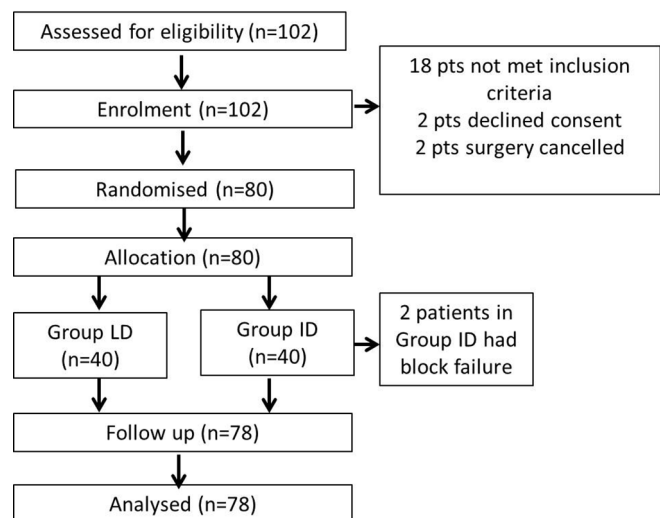 Assessed for eligibility (n=102)
18 pts not met inclusion
criteria
2 pts declined consent
2 pts surgery cancelled
Enrolment (n=102)
Randomised (n=80)
Allocation (n=80)
Group LD
(n=40)
Group ID
(n=40)
2 patients in
Group ID had
block failure
Follow up (n=78)
Analysed (n=78)